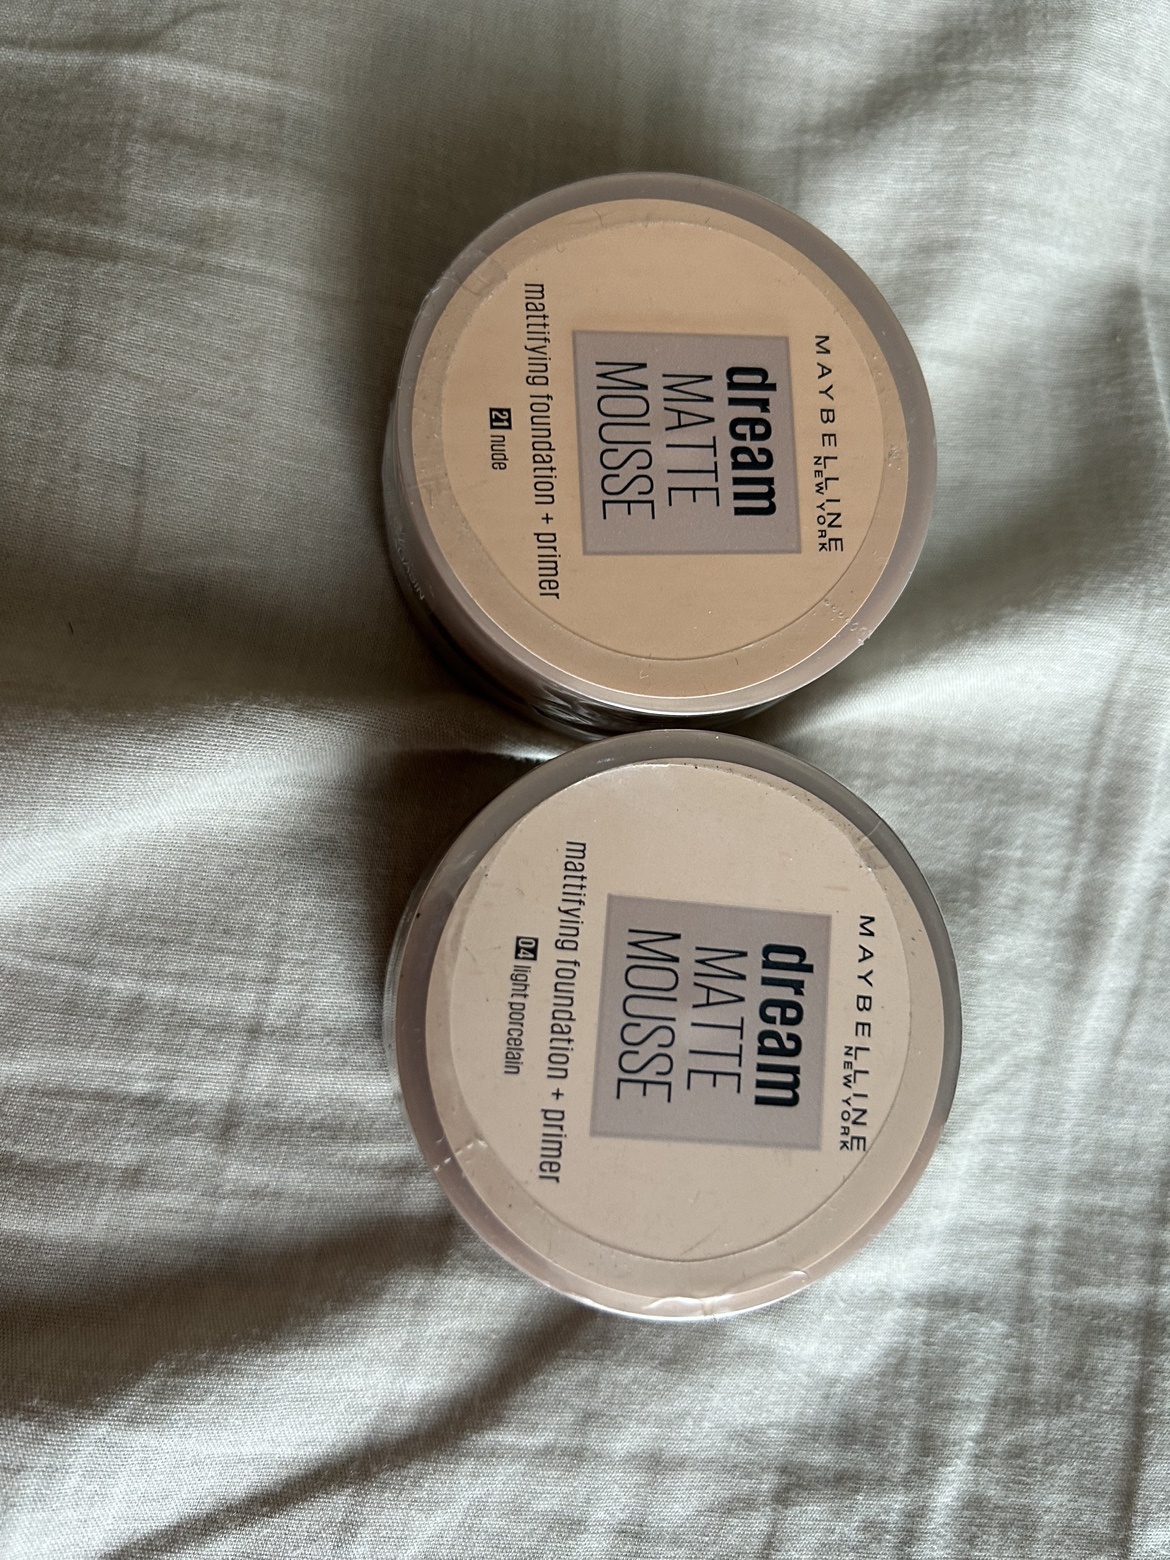 MAYBELLINE
NEW YORK
dream
MATTE
MOUSSE
mattifying foundation + primer
21 nude
MAYBELLINE
NEW YORK
dream
MATTE
MOUSSE
mattifying foundation + primer
04 light porcelain